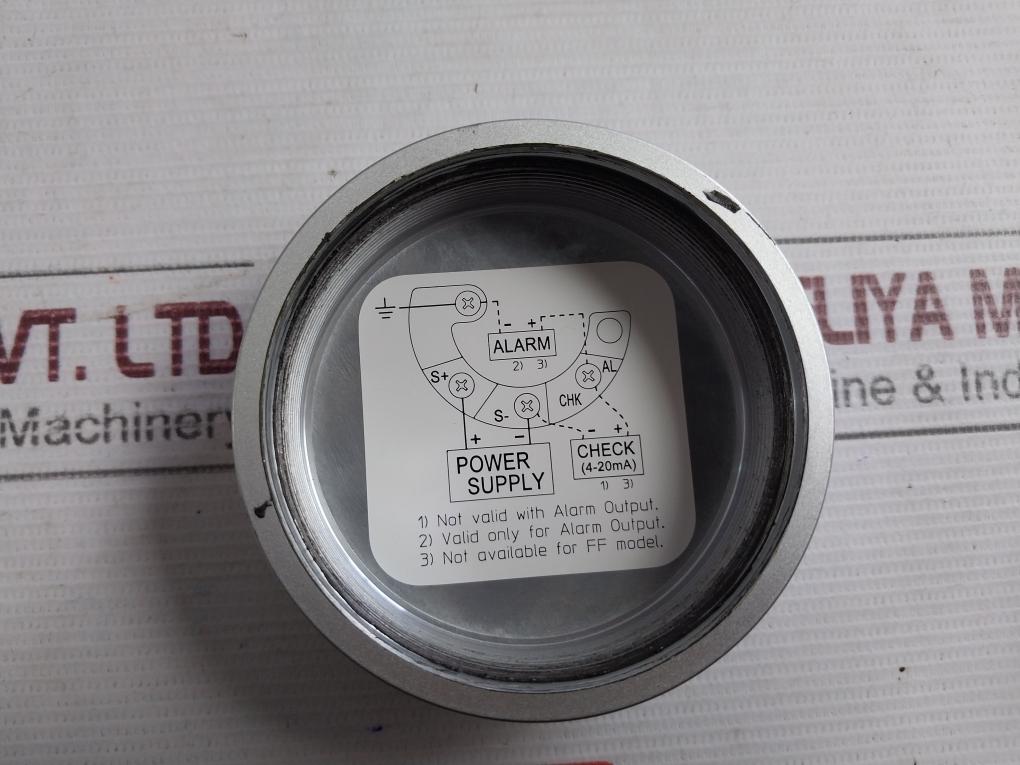 VT. LTD
Machinery
LIYA M
ine & Ind
- +
ALARM
2) 3)
S+
AL
S-
CHK
+ -
- +
POWER
SUPPLY
CHECK
(4-20mA)
1) 3)
1) Not valid with Alarm Output.
2) Valid only for Alarm Output.
3) Not available for FF model.